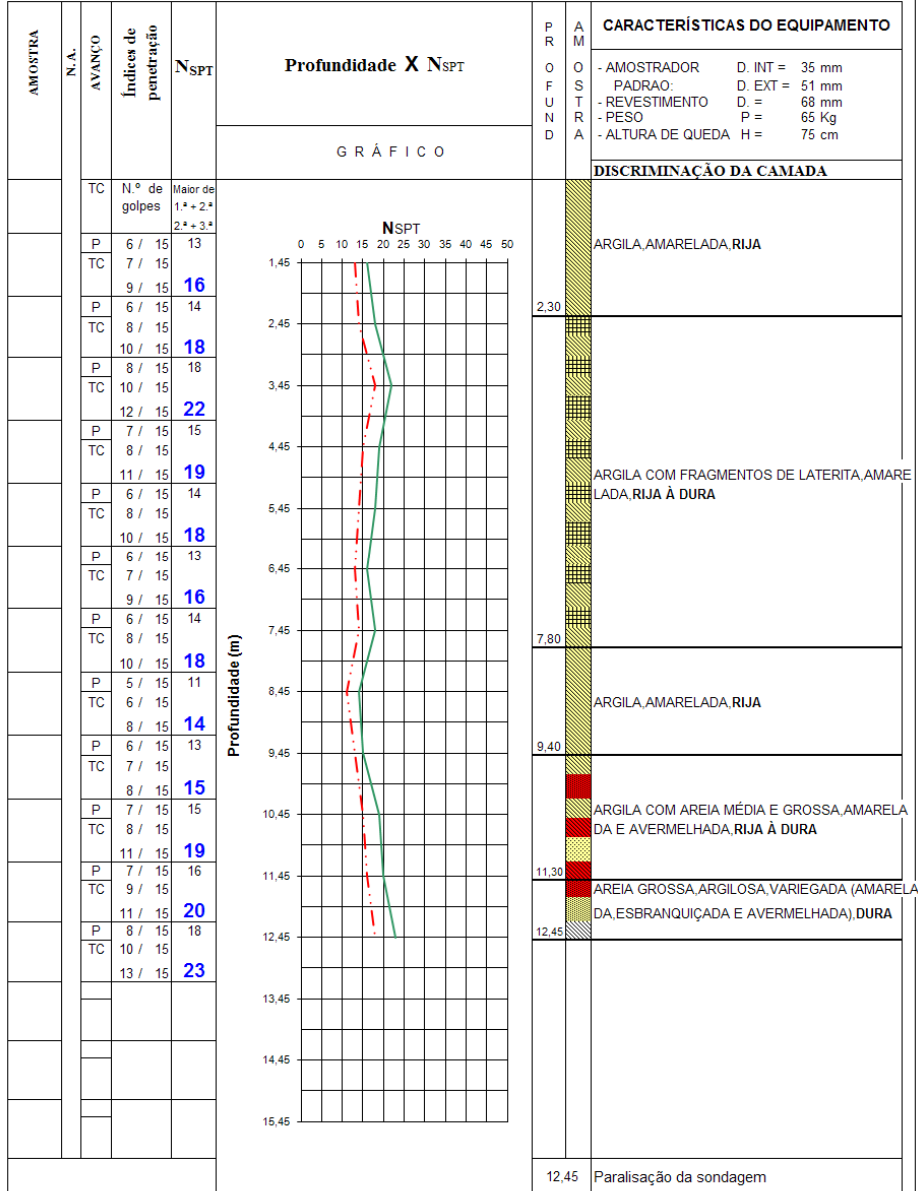 AMOSTRA
N. A.
AVANÇO
Índices de penetração
NSPT
Profundidade X NSPT
GRÁFICO
PROFUND
AMOSTRA
CARACTERÍSTICAS DO EQUIPAMENTO
- AMOSTRADOR D. INT = 35 mm
PADRAO: D. EXT = 51 mm
- REVESTIMENTO D. = 68 mm
- PESO P = 65 Kg
- ALTURA DE QUEDA H = 75 cm
DISCRIMINAÇÃO DA CAMADA
TC N.º de Maior de
golpes 1.ª + 2.ª
2.ª + 3.ª
P 6 / 15 13
TC 7 / 15
9 / 15 16
P 6 / 15 14
TC 8 / 15
10 / 15 18
P 8 / 15 18
TC 10 / 15
12 / 15 22
P 7 / 15 15
TC 8 / 15
11 / 15 19
P 6 / 15 14
TC 8 / 15
10 / 15 18
P 6 / 15 13
TC 7 / 15
9 / 15 16
P 6 / 15 14
TC 8 / 15
10 / 15 18
P 5 / 15 11
TC 6 / 15
8 / 15 14
P 6 / 15 13
TC 7 / 15
8 / 15 15
P 7 / 15 15
TC 8 / 15
11 / 15 19
P 7 / 15 16
TC 9 / 15
11 / 15 20
P 8 / 15 18
TC 10 / 15
13 / 15 23
NSPT
0 5 10 15 20 25 30 35 40 45 50
Profundidade (m)
1,45
2,45
3,45
4,45
5,45
6,45
7,45
8,45
9,45
10,45
11,45
12,45
13,45
14,45
15,45
ARGILA,AMARELADA,RIJA
2,30
ARGILA COM FRAGMENTOS DE LATERITA,AMARE
LADA,RIJA À DURA
7,80
ARGILA,AMARELADA,RIJA
9,40
ARGILA COM AREIA MÉDIA E GROSSA,AMARELA
DA E AVERMELHADA,RIJA À DURA
11,30
AREIA GROSSA,ARGILOSA,VARIEGADA (AMARELA
DA,ESBRANQUIÇADA E AVERMELHADA),DURA
12,45
12,45 Paralisação da sondagem